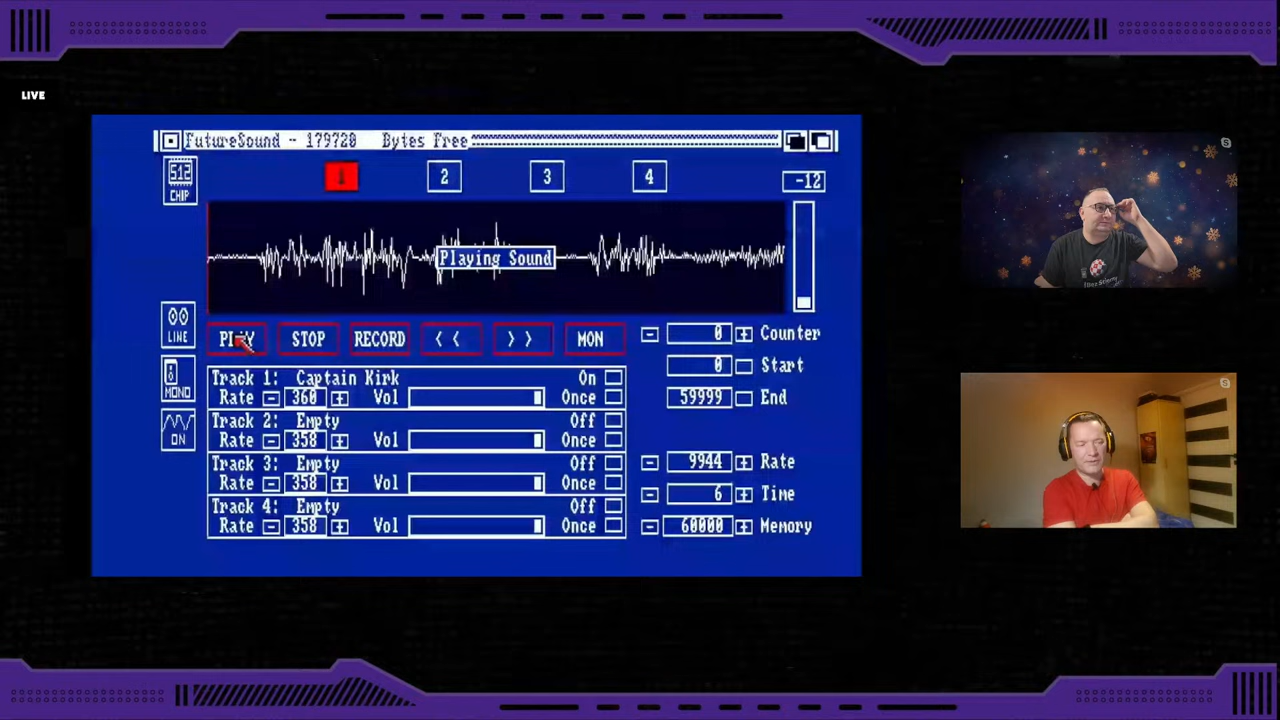 LIVE
FutureSound - 179720 Bytes Free
512
CHIP
1 2 3 4 -12
Playing Sound
LINE
PLAY STOP RECORD << >> MON
- 0 + Counter
0 Start
59999 End
MONO
ON
Track 1: Captain Kirk On
Rate - 360 + Vol Once
Track 2: Empty Off
Rate - 358 + Vol Once
Track 3: Empty Off
Rate - 358 + Vol Once
Track 4: Empty Off
Rate - 358 + Vol Once
- 9944 + Rate
- 6 + Time
- 60000 + Memory